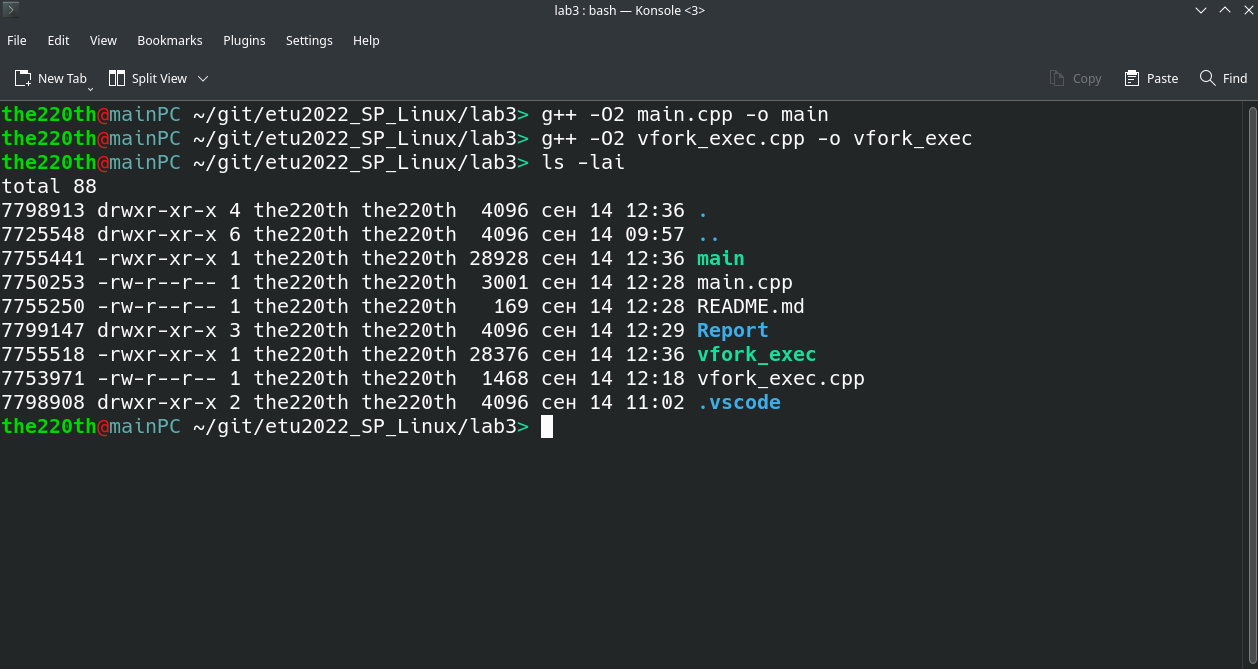 lab3 : bash — Konsole <3>
File Edit View Bookmarks Plugins Settings Help
New Tab Split View Copy Paste Find
the220th@mainPC ~/git/etu2022_SP_Linux/lab3> g++ -O2 main.cpp -o main
the220th@mainPC ~/git/etu2022_SP_Linux/lab3> g++ -O2 vfork_exec.cpp -o vfork_exec
the220th@mainPC ~/git/etu2022_SP_Linux/lab3> ls -lai
total 88
7798913 drwxr-xr-x 4 the220th the220th  4096 сен 14 12:36 .
7725548 drwxr-xr-x 6 the220th the220th  4096 сен 14 09:57 ..
7755441 -rwxr-xr-x 1 the220th the220th 28928 сен 14 12:36 main
7750253 -rw-r--r-- 1 the220th the220th  3001 сен 14 12:28 main.cpp
7755250 -rw-r--r-- 1 the220th the220th   169 сен 14 12:28 README.md
7799147 drwxr-xr-x 3 the220th the220th  4096 сен 14 12:29 Report
7755518 -rwxr-xr-x 1 the220th the220th 28376 сен 14 12:36 vfork_exec
7753971 -rw-r--r-- 1 the220th the220th  1468 сен 14 12:18 vfork_exec.cpp
7798908 drwxr-xr-x 2 the220th the220th  4096 сен 14 11:02 .vscode
the220th@mainPC ~/git/etu2022_SP_Linux/lab3>